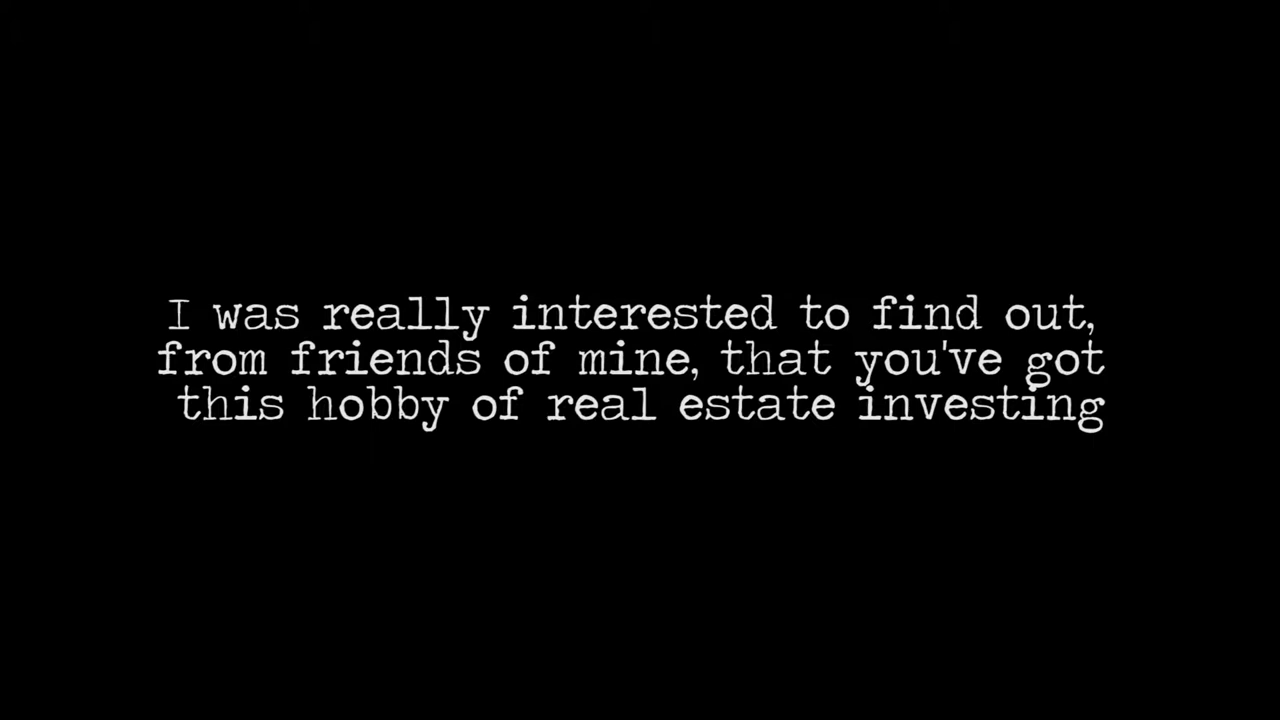 I was really interested to find out,
from friends of mine, that you've got
this hobby of real estate investing